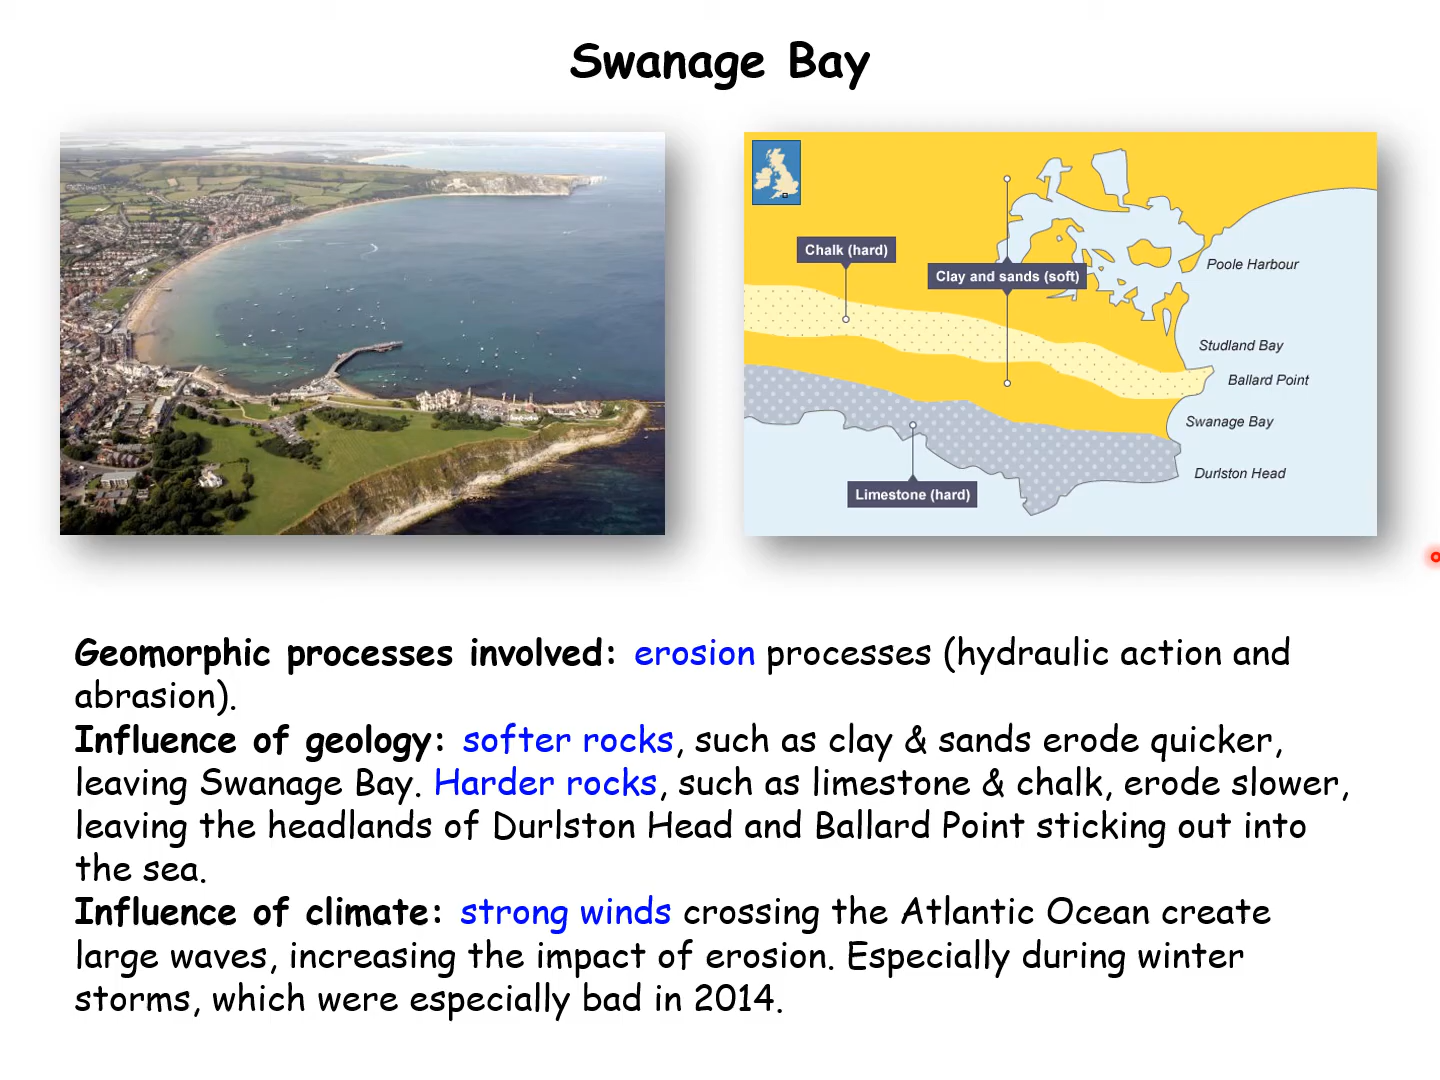 Swanage Bay
Chalk (hard)
Clay and sands (soft)
Limestone (hard)
Poole Harbour
Studland Bay
Ballard Point
Swanage Bay
Durlston Head
Geomorphic processes involved: erosion processes (hydraulic action and
abrasion).
Influence of geology: softer rocks, such as clay & sands erode quicker,
leaving Swanage Bay. Harder rocks, such as limestone & chalk, erode slower,
leaving the headlands of Durlston Head and Ballard Point sticking out into
the sea.
Influence of climate: strong winds crossing the Atlantic Ocean create
large waves, increasing the impact of erosion. Especially during winter
storms, which were especially bad in 2014.